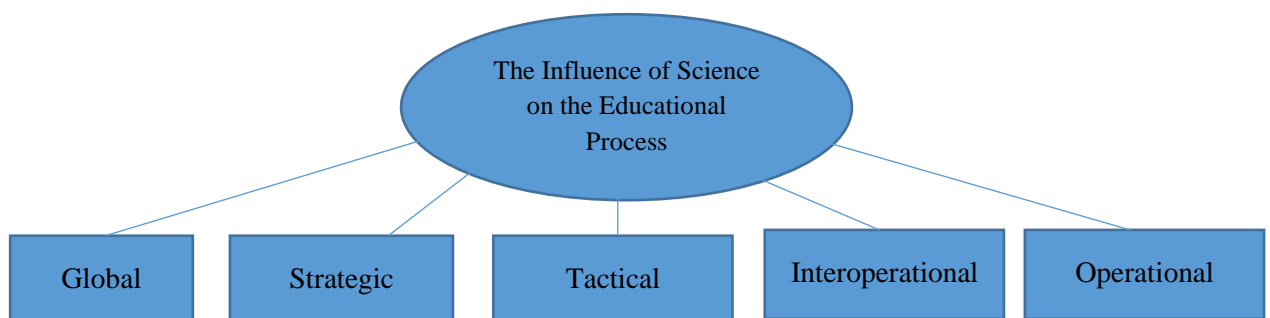 The Influence of Science
on the Educational
Process
Global
Strategic
Tactical
Interoperational
Operational